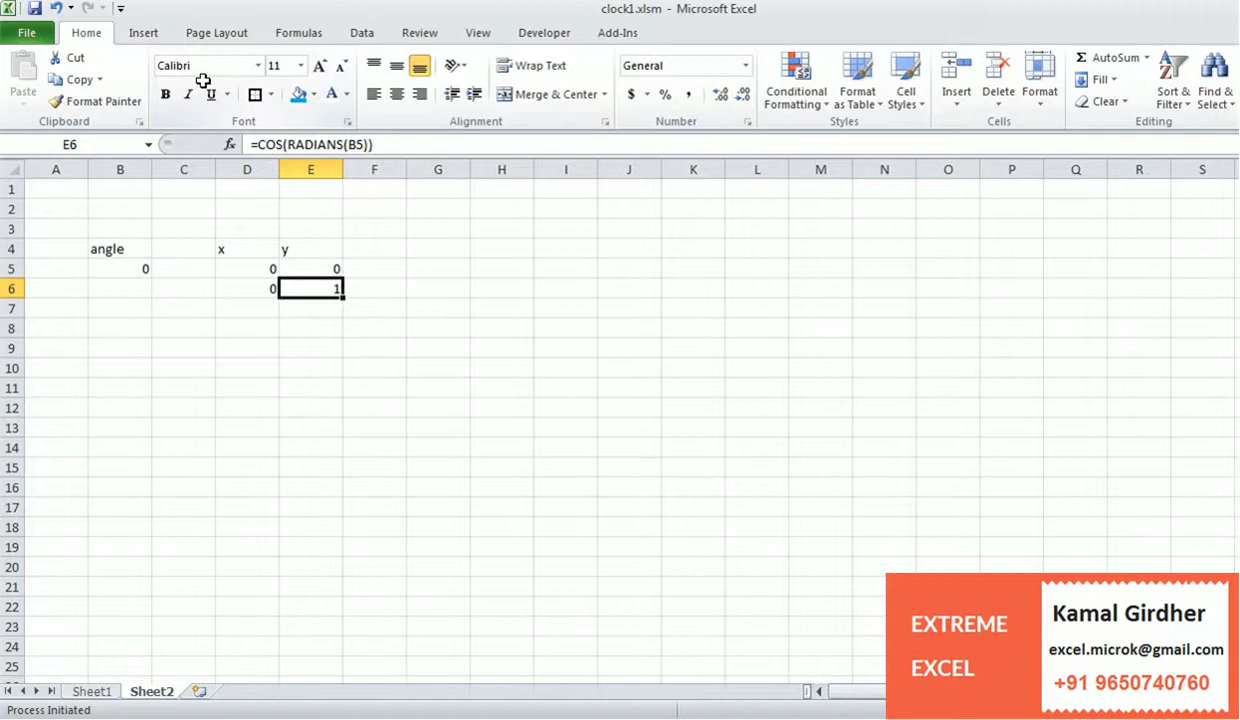 clock1.xlsm - Microsoft Excel
File Home Insert Page Layout Formulas Data Review View Developer Add-Ins
Paste
Cut
Copy
Format Painter
Clipboard
Calibri 11
B I U
Font
Wrap Text
Merge & Center
Alignment
General
$ % ,
Number
Conditional Formatting
Format as Table
Cell Styles
Styles
Insert Delete Format
Cells
Σ AutoSum
Fill
Clear
Sort & Filter
Find & Select
Editing
E6 fx =COS(RADIANS(B5))
A B C D E F G H I J K L M N O P Q R S
1
2
3
4 angle x y
5 0 0 0
6 0 1
7
8
9
10
11
12
13
14
15
16
17
18
19
20
21
22
23
24
25
EXTREME
EXCEL
Kamal Girdher
excel.microk@gmail.com
+91 9650740760
Sheet1 Sheet2
Process Initiated